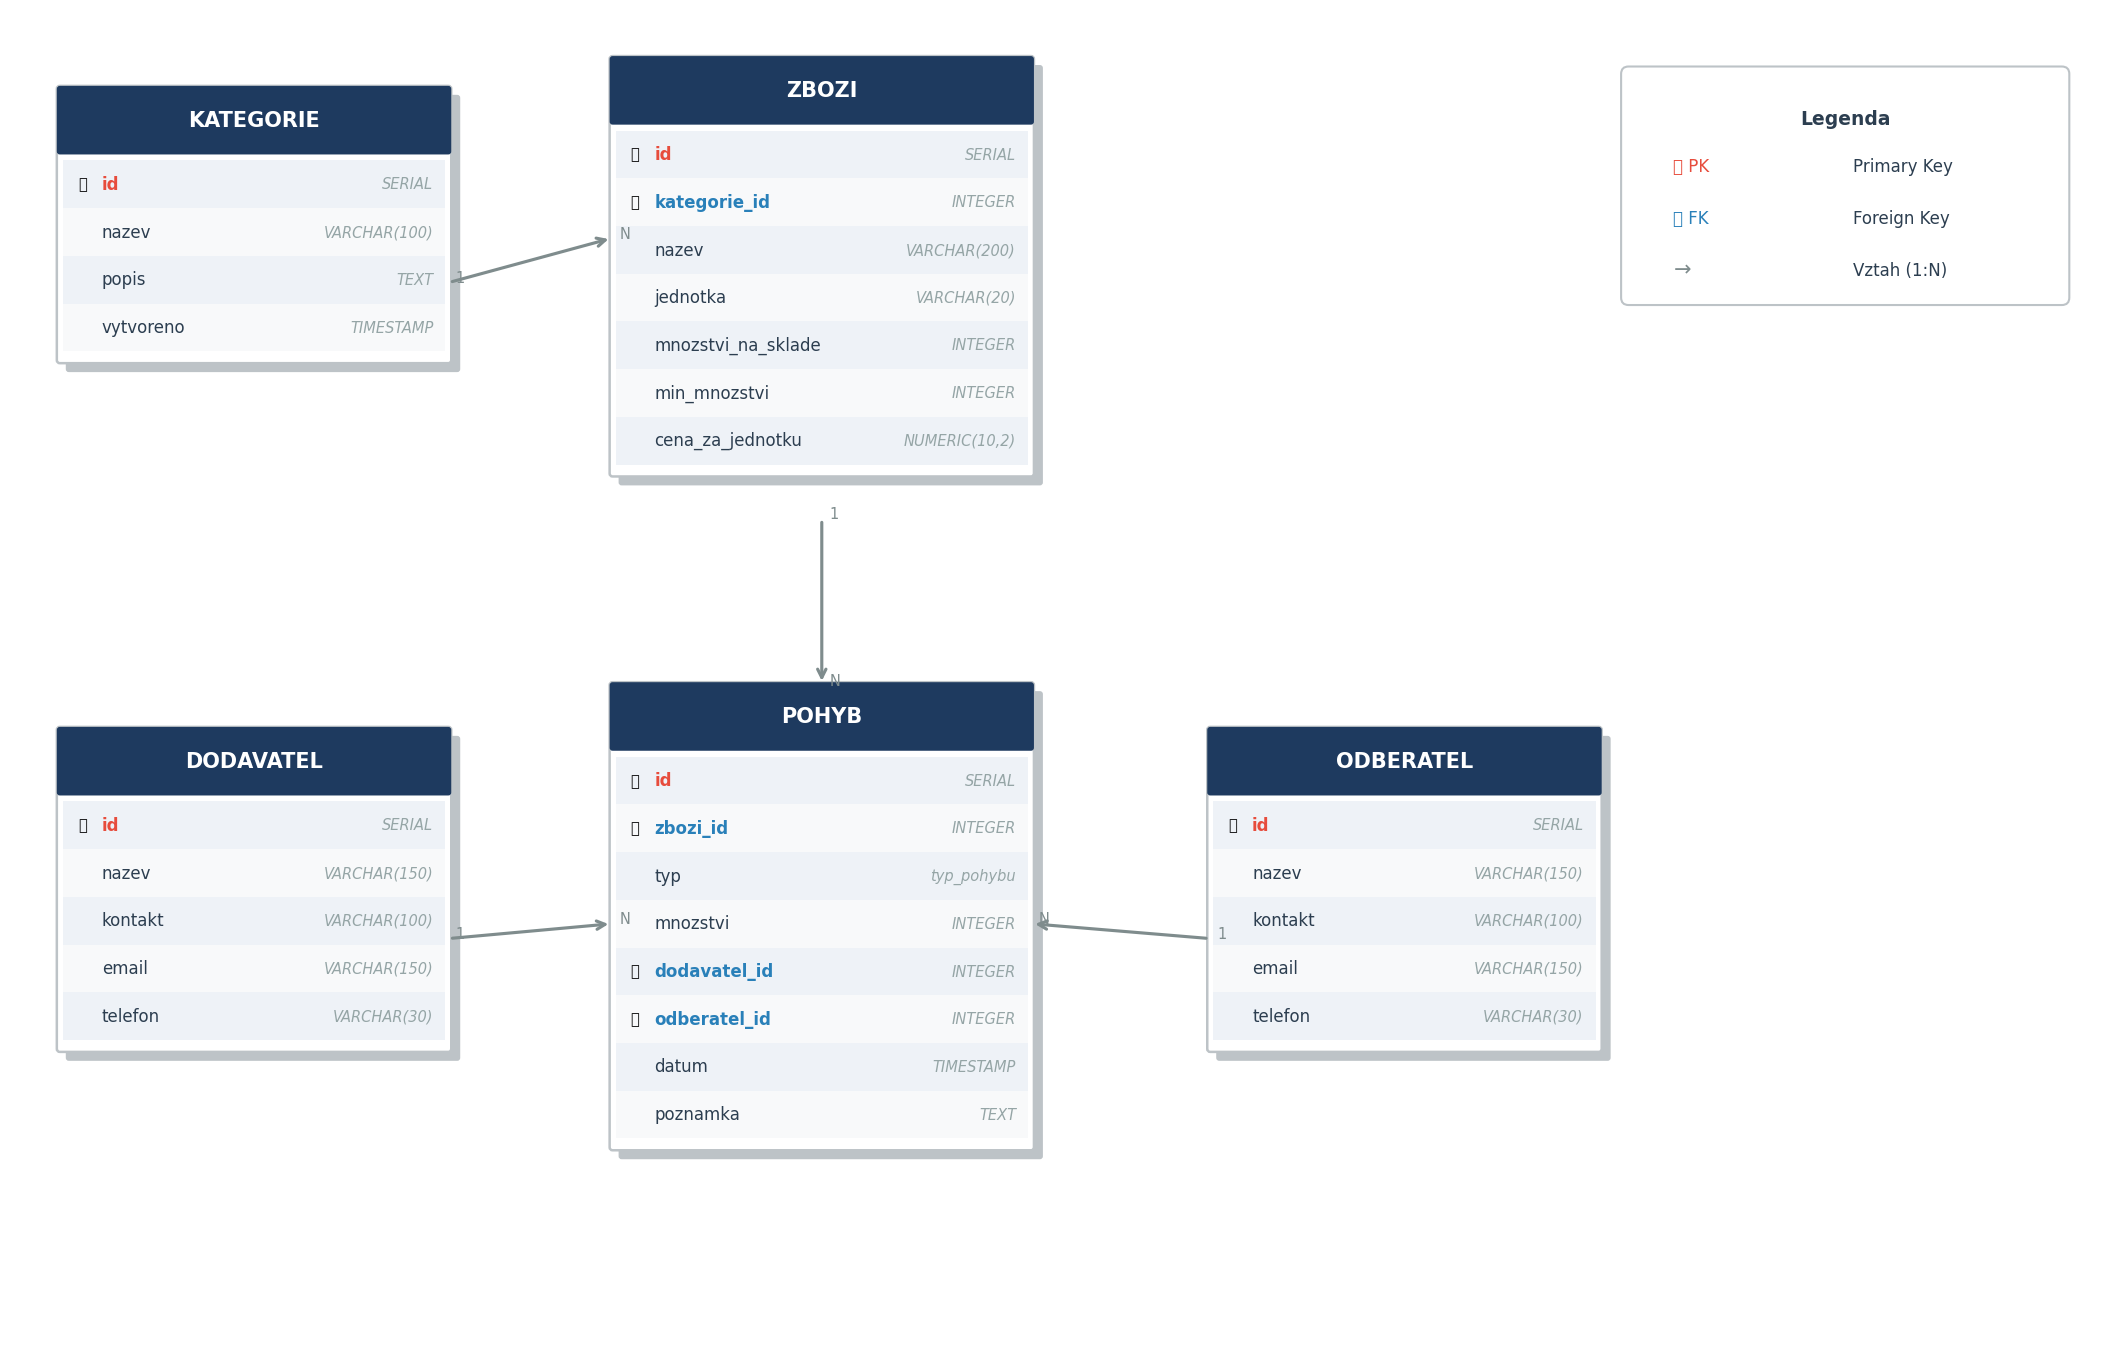 KATEGORIE
id SERIAL
nazev VARCHAR(100)
popis TEXT
vytvoreno TIMESTAMP
1
N
ZBOZI
id SERIAL
kategorie_id INTEGER
nazev VARCHAR(200)
jednotka VARCHAR(20)
mnozstvi_na_sklade INTEGER
min_mnozstvi INTEGER
cena_za_jednotku NUMERIC(10,2)
Legenda
PK Primary Key
FK Foreign Key
→ Vztah (1:N)
1
N
DODAVATEL
id SERIAL
nazev VARCHAR(150)
kontakt VARCHAR(100)
email VARCHAR(150)
telefon VARCHAR(30)
1
N
POHYB
id SERIAL
zbozi_id INTEGER
typ typ_pohybu
mnozstvi INTEGER
dodavatel_id INTEGER
odberatel_id INTEGER
datum TIMESTAMP
poznamka TEXT
N
1
ODBERATEL
id SERIAL
nazev VARCHAR(150)
kontakt VARCHAR(100)
email VARCHAR(150)
telefon VARCHAR(30)